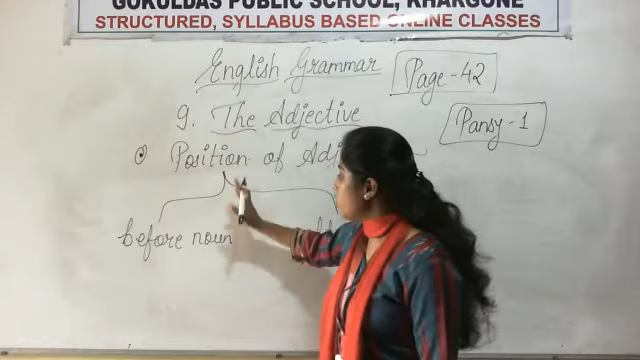 GOKULDAS PUBLIC SCHOOL, KHARGONE
STRUCTURED, SYLLABUS BASED ONLINE CLASSES
English Grammar
Page-42
9. The Adjective
Pansy-1
Position of Adj
before noun